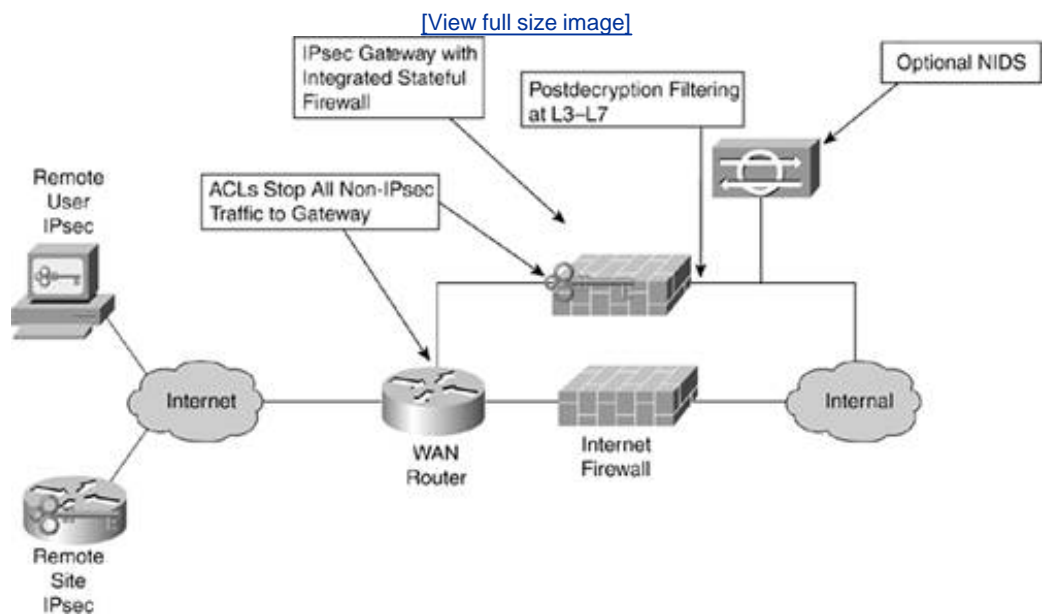 [View full size image]
IPsec Gateway with
Integrated Stateful
Firewall
Optional NIDS
Postdecryption Filtering
at L3–L7
Remote
User
IPsec
ACLs Stop All Non-IPsec
Traffic to Gateway
Internet
WAN
Router
Internet
Firewall
Internal
Remote
Site
IPsec